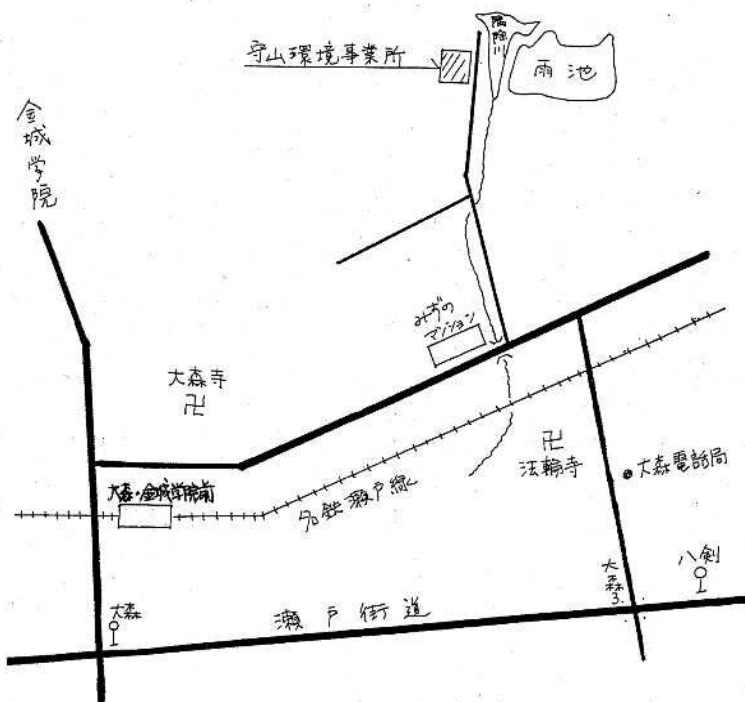 隅除川
守山環境事業所
雨池
金城学院
みずの
マンション
大森寺
法輪寺
大森電話局
大森・金城学院前
名鉄瀬戸線
八剣
大森3.
大森
瀬戸街道